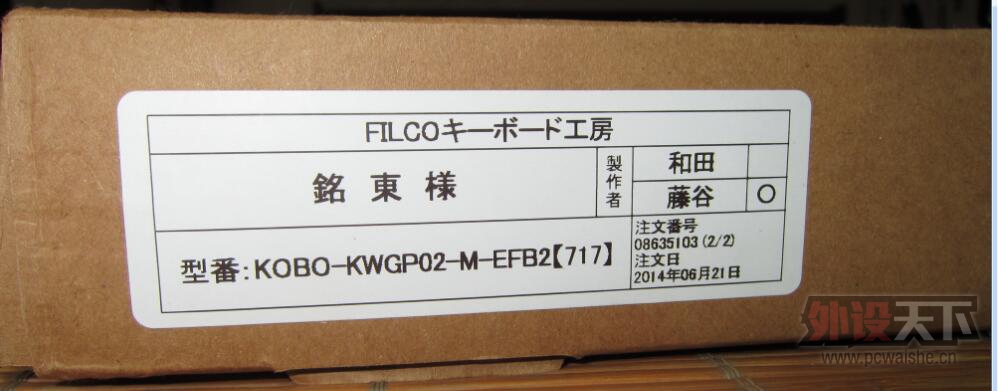 FILCOキーボード工房
銘 東 様
製作者
和田
藤谷 ○
型番:KOBO-KWGP02-M-EFB2【717】
注文番号
08635103(2/2)
注文日
2014年06月21日
外设天下
www.pcwaishe.cn